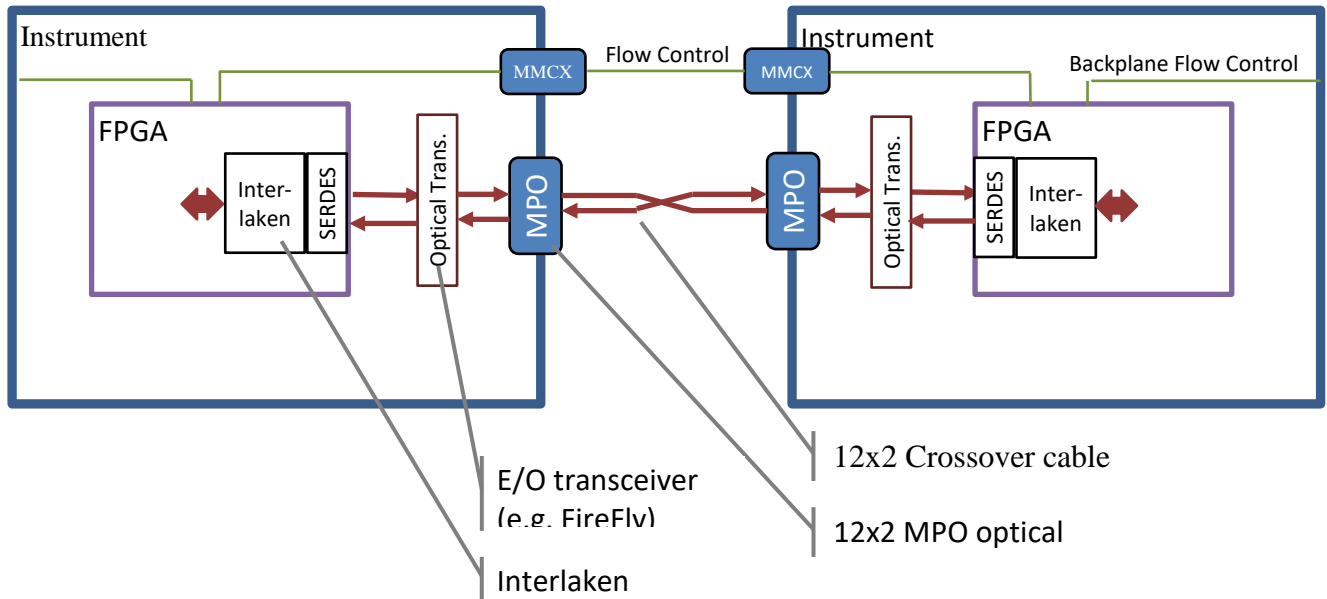 Instrument
Instrument
MMCX
Flow Control
MMCX
Backplane Flow Control
FPGA
FPGA
Inter-
laken
SERDES
Optical Trans.
MPO
MPO
Optical Trans.
SERDES
Inter-
laken
12x2 Crossover cable
E/O transceiver
(e.g. FireFly)
12x2 MPO optical
Interlaken